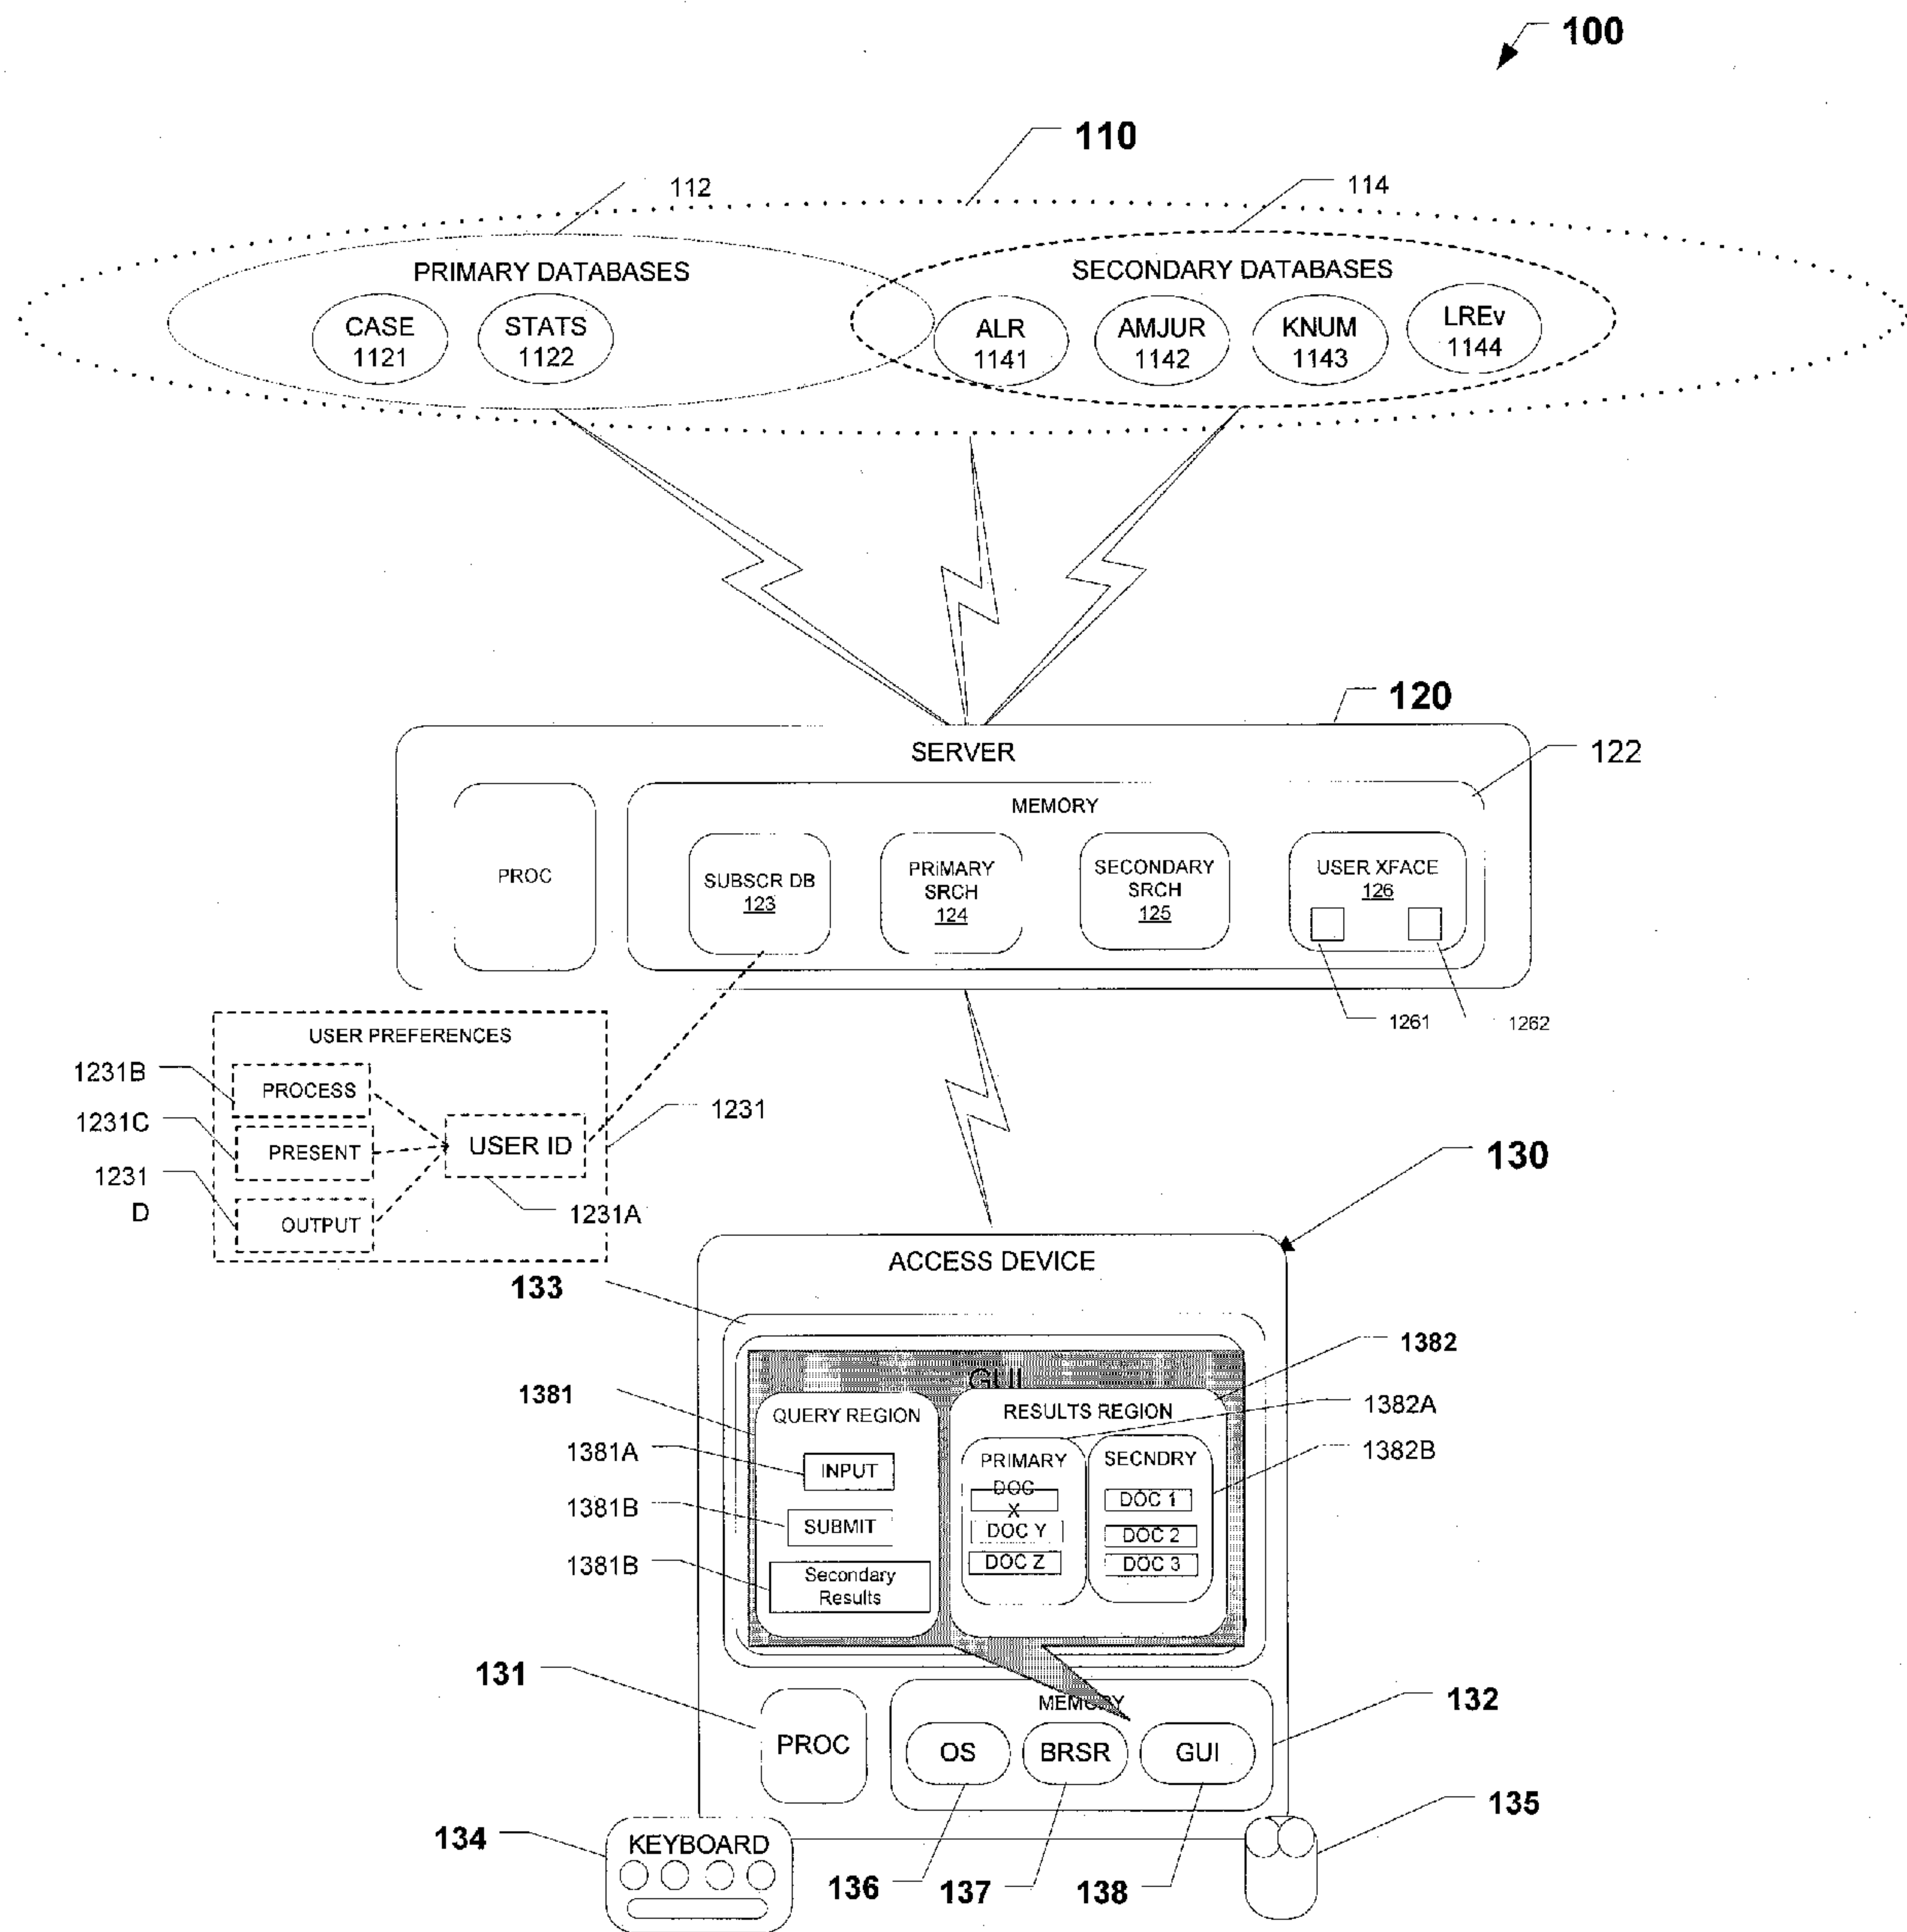 100
110
112
114
PRIMARY DATABASES
SECONDARY DATABASES
CASE
1121
STATS
1122
ALR
1141
AMJUR
1142
KNUM
1143
LREv
1144
120
SERVER
122
MEMORY
PROC
SUBSCR DB
123
PRIMARY
SRCH
124
SECONDARY
SRCH
125
USER XFACE
126
1261
1262
USER PREFERENCES
1231B
PROCESS
1231C
PRESENT
1231
D
OUTPUT
USER ID
1231
1231A
130
ACCESS DEVICE
133
1382
GUI
1381
QUERY REGION
RESULTS REGION
1382A
1381A
INPUT
PRIMARY
SECNDRY
1382B
DOC
X
DOC 1
1381B
SUBMIT
DOC Y
DOC 2
1381B
Secondary
Results
DOC Z
DOC 3
131
PROC
MEMORY
132
OS
BRSR
GUI
134
KEYBOARD
135
136
137
138